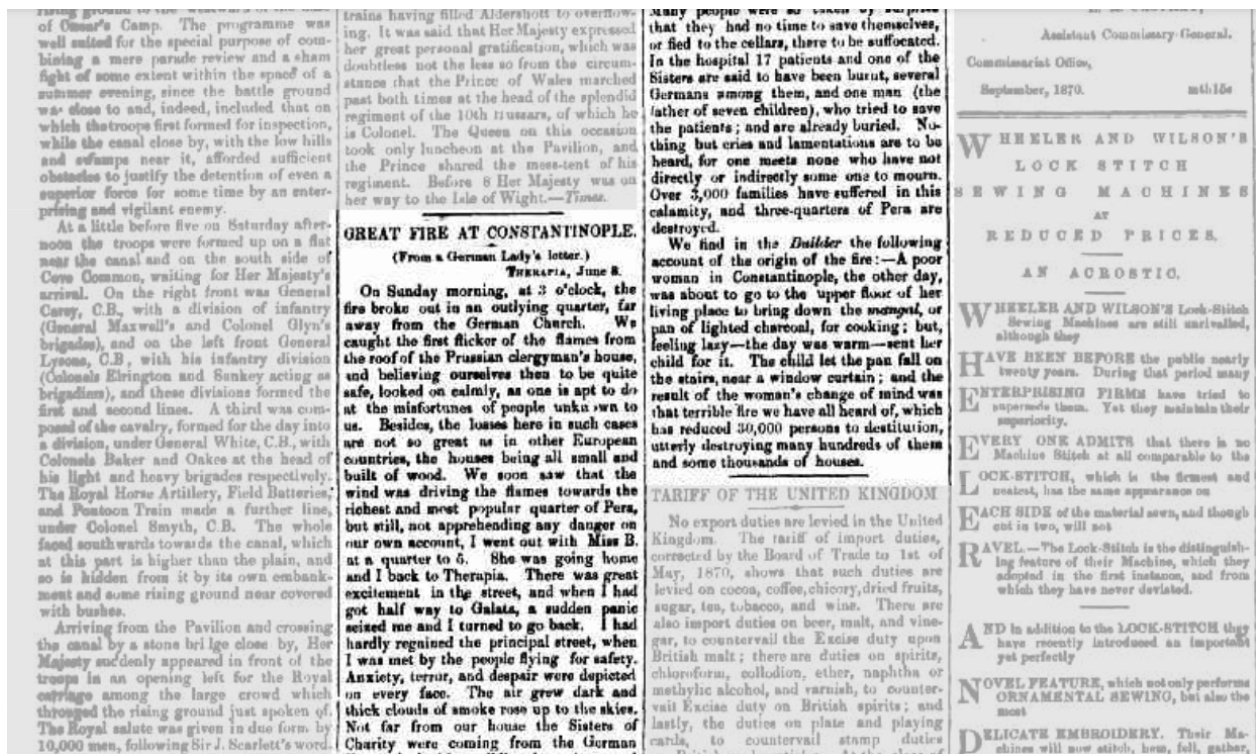 rising ground to the westward of the base
of Cæsar's Camp. The programme was
well suited for the special purpose of com-
bining a mere parade review and a sham
fight of some extent within the space of a
summer evening, since the battle ground
was close to and, indeed, included that on
which the troops first formed for inspection,
while the canal close by, with the low hills
and swamps near it, afforded sufficient
obstacles to justify the detention of even a
superior force for some time by an enter-
prising and vigilant enemy.
At a little before five on Saturday after-
noon the troops were formed up on a flat
near the canal and on the south side of
Cove Common, waiting for Her Majesty's
arrival. On the right front was General
Carey, C.B., with a division of infantry
(General Maxwell's and Colonel Glyn's
brigades), and on the left front General
Lysons, C.B, with his infantry division
(Colonels Elrington and Sankey acting as
brigadiers), and these divisions formed the
first and second lines. A third was com-
posed of the cavalry, formed for the day into
a division, under General White, C.B., with
Colonels Baker and Oakes at the head of
his light and heavy brigades respectively.
The Royal Horse Artillery, Field Batteries,
and Pontoon Train made a further line,
under Colonel Smyth, C.B. The whole
faced southwards towards the canal, which
at this part is higher than the plain, and
so is hidden from it by its own embank-
ment and some rising ground near covered
with bushes.
Arriving from the Pavilion and crossing
the canal by a stone bridge close by, Her
Majesty suddenly appeared in front of the
troops in an opening left for the Royal
carriage among the large crowd which
thronged the rising ground just spoken of.
The Royal salute was given in due form by
10,000 men, following Sir J. Scarlett's word.
trains having filled Aldershott to overflow-
ing. It was said that Her Majesty expressed
her great personal gratification, which was
doubtless not the less so from the circum-
stance that the Prince of Wales marched
past both times at the head of the splendid
regiment of the 10th Hussars, of which he
is Colonel. The Queen on this occasion
took only luncheon at the Pavilion, and
the Prince shared the mess-tent of his
regiment. Before 8 Her Majesty was on
her way to the Isle of Wight.—Times.
GREAT FIRE AT CONSTANTINOPLE.
(From a German Lady's letter.)
THERAPIA, June 8.
On Sunday morning, at 3 o'clock, the
fire broke out in an outlying quarter, far
away from the German Church. We
caught the first flicker of the flames from
the roof of the Prussian clergyman's house,
and believing ourselves then to be quite
safe, looked on calmly, as one is apt to do
at the misfortunes of people unknown to
us. Besides, the losses here in such cases
are not so great as in other European
countries, the houses being all small and
built of wood. We soon saw that the
wind was driving the flames towards the
richest and most popular quarter of Pera,
but still, not apprehending any danger on
our own account, I went out with Miss B.
at a quarter to 5. She was going home
and I back to Therapia. There was great
excitement in the street, and when I had
got half way to Galata, a sudden panic
seized me and I turned to go back. I had
hardly regained the principal street, when
I was met by the people flying for safety.
Anxiety, terror, and despair were depicted
on every face. The air grew dark and
thick clouds of smoke rose up to the skies.
Not far from our house the Sisters of
Charity were coming from the German
Many people were so taken by surprise
that they had no time to save themselves,
or fled to the cellars, there to be suffocated.
In the hospital 17 patients and one of the
Sisters are said to have been burnt, several
Germans among them, and one man (the
father of seven children), who tried to save
the patients; and are already buried. No-
thing but cries and lamentations are to be
heard, for one meets none who have not
directly or indirectly some one to mourn.
Over 3,000 families have suffered in this
calamity, and three-quarters of Pera are
destroyed.
We find in the Builder the following
account of the origin of the fire:—A poor
woman in Constantinople, the other day,
was about to go to the upper floor of her
living place to bring down the mangal, or
pan of lighted charcoal, for cooking; but,
feeling lazy—the day was warm—sent her
child for it. The child let the pan fall on
the stairs, near a window curtain; and the
result of the woman's change of mind was
that terrible fire we have all heard of, which
has reduced 30,000 persons to destitution,
utterly destroying many hundreds of them
and some thousands of houses.
TARIFF OF THE UNITED KINGDOM
No export duties are levied in the United
Kingdom. The tariff of import duties,
corrected by the Board of Trade to 1st of
May, 1870, shows that such duties are
levied on cocoa, coffee, chicory, dried fruits,
sugar, tea, tobacco, and wine. There are
also import duties on beer, malt, and vine-
gar, to countervail the Excise duty upon
British malt; there are duties on spirits,
chloroform, collodion, ether, naphtha or
methylic alcohol, and varnish, to counter-
vail Excise duty on British spirits; and
lastly, the duties on plate and playing
cards, to countervail stamp duties
Assistant Commissary-General.
Commissariat Office,
September, 1870. mth15c
WHEELER AND WILSON'S
LOCK STITCH
SEWING MACHINES
AT
REDUCED PRICES.
AN ACROSTIC.
WHEELER AND WILSON'S Lock-Stitch
Sewing Machines are still unrivalled,
although they
HAVE BEEN BEFORE the public nearly
twenty years. During that period many
ENTERPRISING FIRMS have tried to
supersede them. Yet they maintain their
superiority.
EVERY ONE ADMITS that there is no
Machine Stitch at all comparable to the
LOCK-STITCH, which is the firmest and
neatest, has the same appearance on
EACH SIDE of the material sewn, and though
cut in two, will not
RAVEL.—The Lock-Stitch is the distinguish-
ing feature of their Machine, which they
adopted in the first instance, and from
which they have never deviated.
AND in addition to the LOCK-STITCH they
have recently introduced an important
yet perfectly
NOVEL FEATURE, which not only performs
ORNAMENTAL SEWING, but also the
most
DELICATE EMBROIDERY. Their Ma-
chines will now stitch, hem, fell, gather